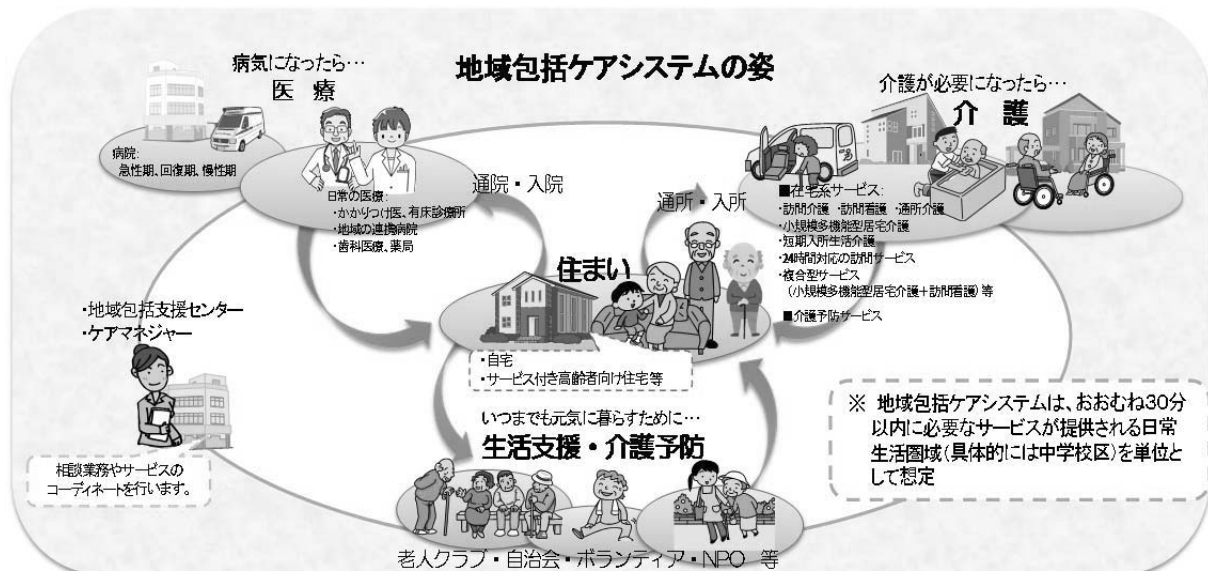 地域包括ケアシステムの姿
病気になったら…
医 療
病院:
急性期、回復期、慢性期
日常の医療:
・かかりつけ医、有床診療所
・地域の連携病院
・歯科医療、薬局
通院・入院
通所・入所
介護が必要になったら…
介 護
■在宅系サービス:
・訪問介護 ・訪問看護 ・通所介護
・小規模多機能型居宅介護
・短期入所生活介護
・24時間対応の訪問サービス
・複合型サービス
(小規模多機能型居宅介護+訪問看護)等
■介護予防サービス
住まい
・自宅
・サービス付き高齢者向け住宅等
・地域包括支援センター
・ケアマネジャー
相談業務やサービスの
コーディネートを行います。
いつまでも元気に暮らすために…
生活支援・介護予防
老人クラブ・自治会・ボランティア・NPO 等
※ 地域包括ケアシステムは、おおむね30分
以内に必要なサービスが提供される日常
生活圏域(具体的には中学校区)を単位と
して想定